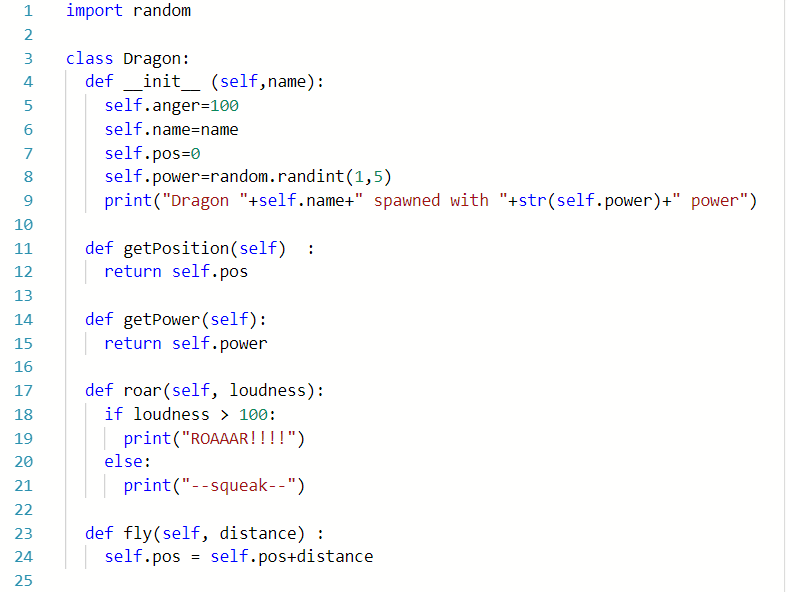 1 import random
2
3 class Dragon:
4   def __init__ (self,name):
5     self.anger=100
6     self.name=name
7     self.pos=0
8     self.power=random.randint(1,5)
9     print("Dragon "+self.name+" spawned with "+str(self.power)+" power")
10
11   def getPosition(self)  :
12     return self.pos
13
14   def getPower(self):
15     return self.power
16
17   def roar(self, loudness):
18     if loudness > 100:
19       print("ROAAAR!!!!")
20     else:
21       print("--squeak--")
22
23   def fly(self, distance) :
24     self.pos = self.pos+distance
25